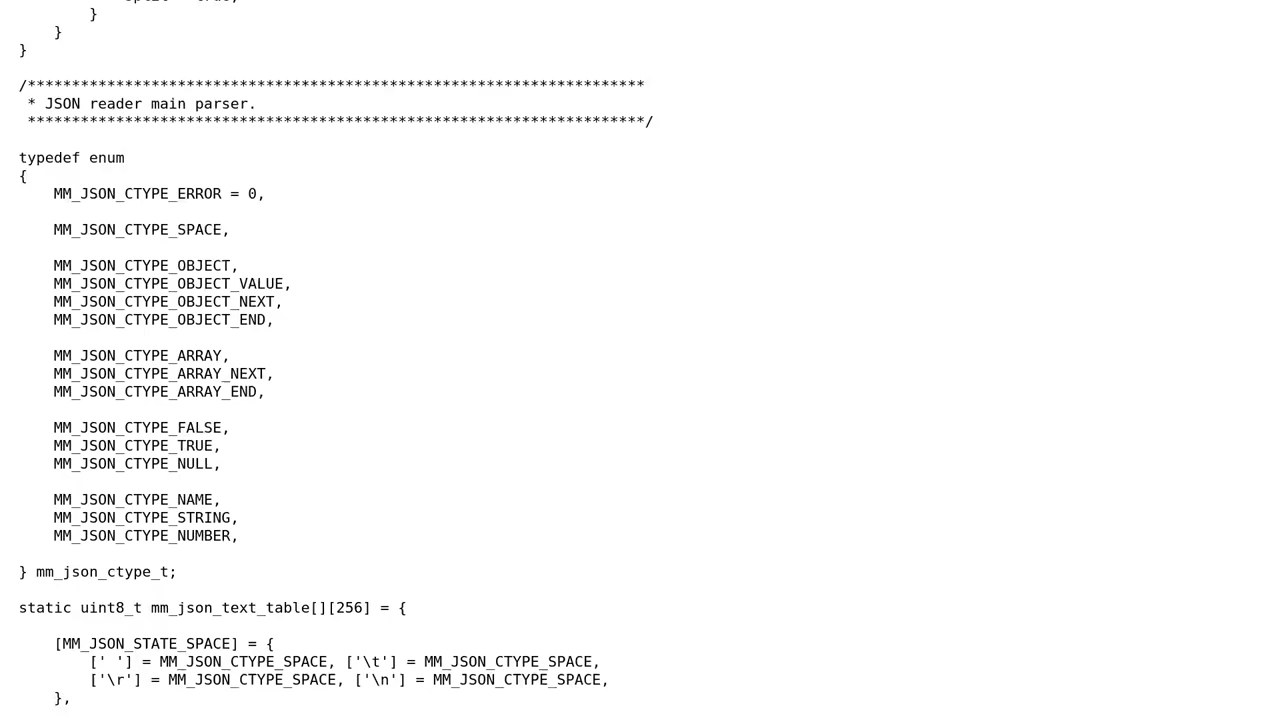 }
    }
}

/**********************************************************************
 * JSON reader main parser.
 **********************************************************************/

typedef enum
{
    MM_JSON_CTYPE_ERROR = 0,

    MM_JSON_CTYPE_SPACE,

    MM_JSON_CTYPE_OBJECT,
    MM_JSON_CTYPE_OBJECT_VALUE,
    MM_JSON_CTYPE_OBJECT_NEXT,
    MM_JSON_CTYPE_OBJECT_END,

    MM_JSON_CTYPE_ARRAY,
    MM_JSON_CTYPE_ARRAY_NEXT,
    MM_JSON_CTYPE_ARRAY_END,

    MM_JSON_CTYPE_FALSE,
    MM_JSON_CTYPE_TRUE,
    MM_JSON_CTYPE_NULL,

    MM_JSON_CTYPE_NAME,
    MM_JSON_CTYPE_STRING,
    MM_JSON_CTYPE_NUMBER,

} mm_json_ctype_t;

static uint8_t mm_json_text_table[][256] = {

    [MM_JSON_STATE_SPACE] = {
        [' '] = MM_JSON_CTYPE_SPACE, ['\t'] = MM_JSON_CTYPE_SPACE,
        ['\r'] = MM_JSON_CTYPE_SPACE, ['\n'] = MM_JSON_CTYPE_SPACE,
    },